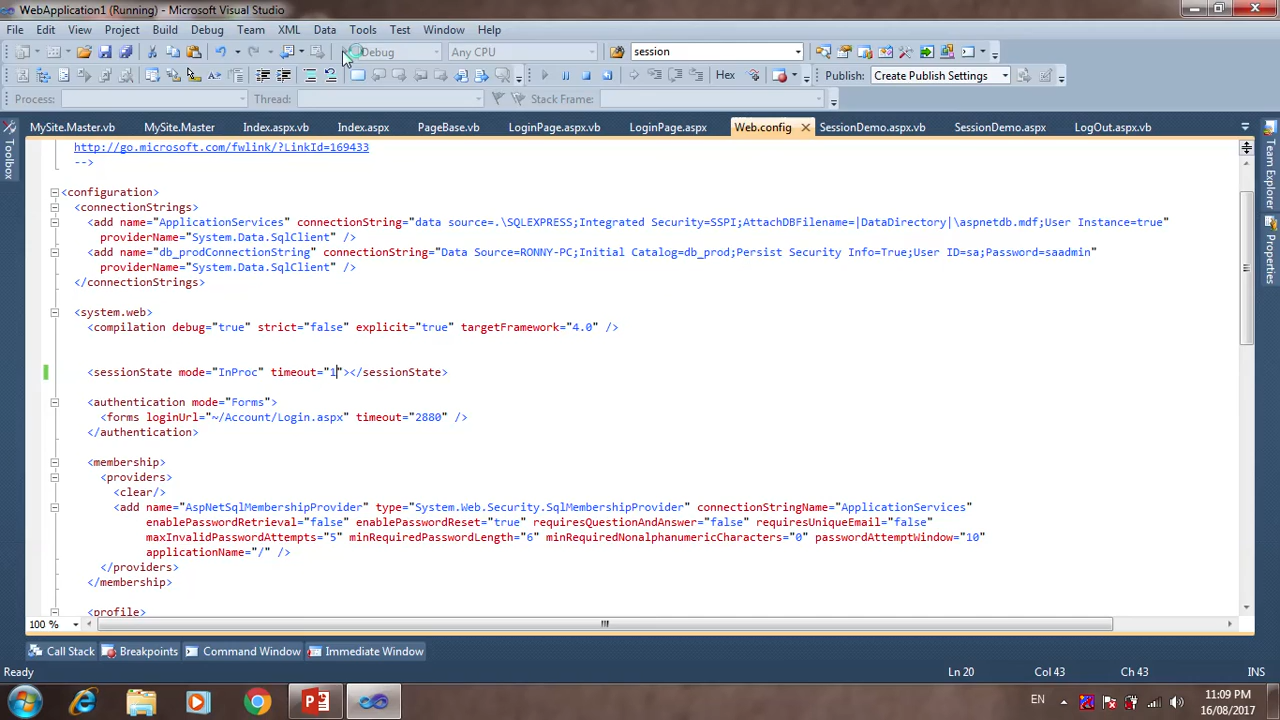 WebApplication1 (Running) - Microsoft Visual Studio
File Edit View Project Build Debug Team XML Data Tools Test Window Help
Debug Any CPU session
Hex Publish: Create Publish Settings
Process: Thread: Stack Frame:
MySite.Master.vb MySite.Master Index.aspx.vb Index.aspx PageBase.vb LoginPage.aspx.vb LoginPage.aspx Web.config SessionDemo.aspx.vb SessionDemo.aspx LogOut.aspx.vb
Toolbox
Team Explorer
Properties
http://go.microsoft.com/fwlink/?LinkId=169433
-->
<configuration>
<connectionStrings>
<add name="ApplicationServices" connectionString="data source=.\SQLEXPRESS;Integrated Security=SSPI;AttachDBFilename=|DataDirectory|\aspnetdb.mdf;User Instance=true"
providerName="System.Data.SqlClient" />
<add name="db_prodConnectionString" connectionString="Data Source=RONNY-PC;Initial Catalog=db_prod;Persist Security Info=True;User ID=sa;Password=saadmin"
providerName="System.Data.SqlClient" />
</connectionStrings>
<system.web>
<compilation debug="true" strict="false" explicit="true" targetFramework="4.0" />
<sessionState mode="InProc" timeout="1"></sessionState>
<authentication mode="Forms">
<forms loginUrl="~/Account/Login.aspx" timeout="2880" />
</authentication>
<membership>
<providers>
<clear/>
<add name="AspNetSqlMembershipProvider" type="System.Web.Security.SqlMembershipProvider" connectionStringName="ApplicationServices"
enablePasswordRetrieval="false" enablePasswordReset="true" requiresQuestionAndAnswer="false" requiresUniqueEmail="false"
maxInvalidPasswordAttempts="5" minRequiredPasswordLength="6" minRequiredNonalphanumericCharacters="0" passwordAttemptWindow="10"
applicationName="/" />
</providers>
</membership>
<profile>
100 %
Call Stack Breakpoints Command Window Immediate Window
Ready Ln 20 Col 43 Ch 43 INS
EN 11:09 PM
16/08/2017